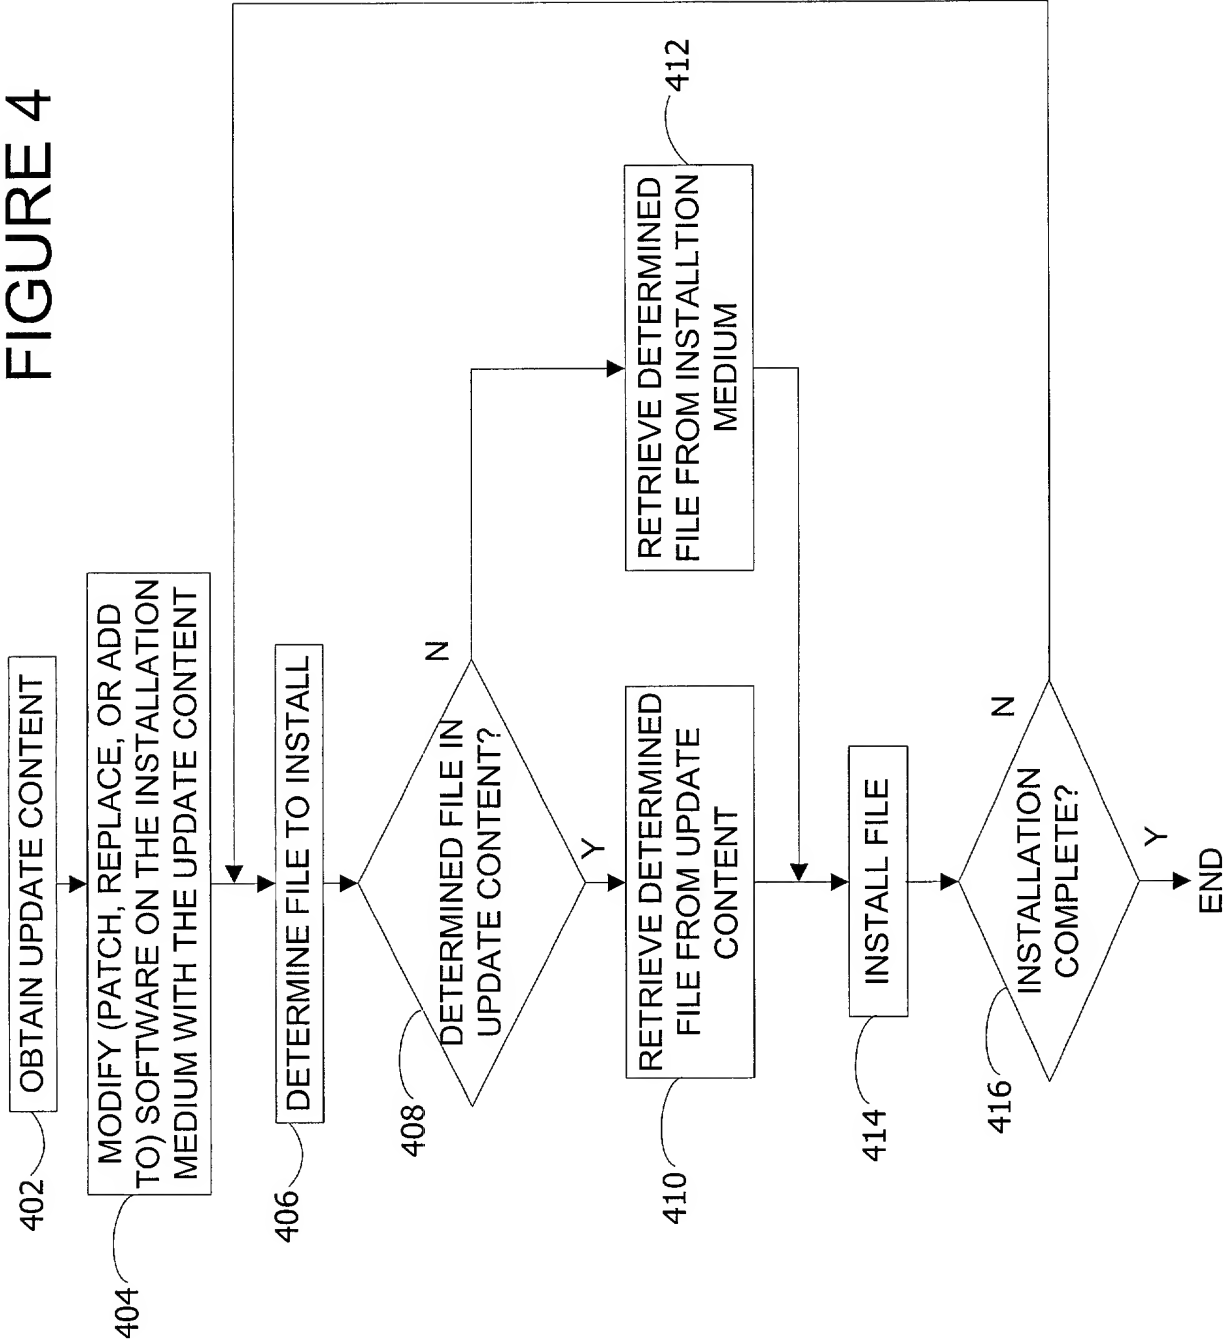 FIGURE 4
402
OBTAIN UPDATE CONTENT
404
MODIFY (PATCH, REPLACE, OR ADD
TO) SOFTWARE ON THE INSTALLATION
MEDIUM WITH THE UPDATE CONTENT
406
DETERMINE FILE TO INSTALL
408
DETERMINED FILE IN
UPDATE CONTENT?
N
Y
410
RETRIEVE DETERMINED
FILE FROM UPDATE
CONTENT
412
RETRIEVE DETERMINED
FILE FROM INSTALLTION
MEDIUM
414
INSTALL FILE
416
INSTALLATION
COMPLETE?
N
Y
END